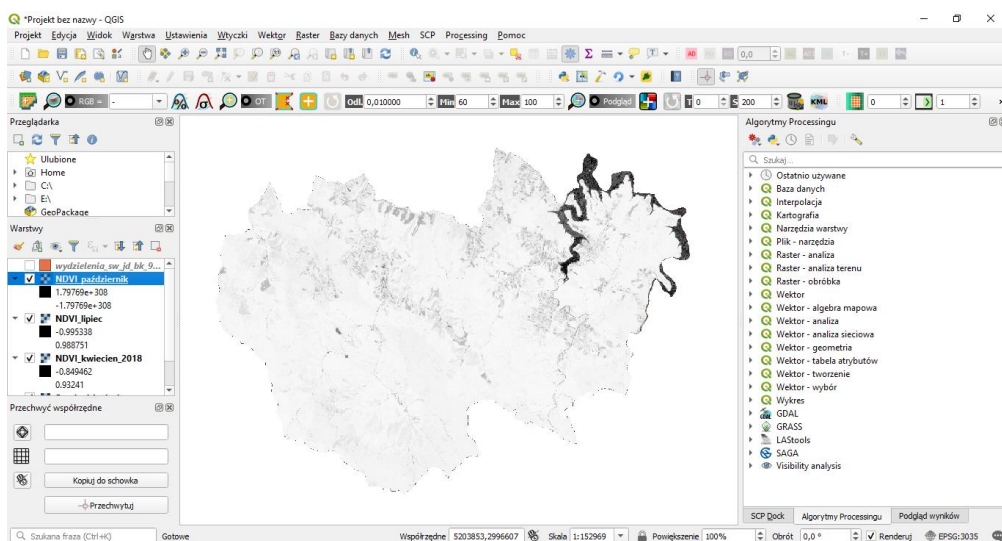 *Projekt bez nazwy - QGIS
Projekt Edycja Widok Warstwa Ustawienia Wtyczki Wektor Raster Bazy danych Mesh SCP Processing Pomoc
0,0
RGB = - OT Odl. 0,010000 Min 60 Max 100 Podgląd T 0 S 200 KML 0 1
Przeglądarka
Ulubione
Home
C:\
E:\
GeoPackage
Warstwy
wydzielenia_sw_jd_bk_9...
NDVI_październik
1.79769e+308
-1.79769e+308
NDVI_lipiec
-0.995338
0.988751
NDVI_kwiecien_2018
-0.849462
0.93241
Przechwyć współrzędne
Kopiuj do schowka
Przechwytuj
Algorytmy Processingu
Szukaj...
Ostatnio używane
Baza danych
Interpolacja
Kartografia
Narzędzia warstwy
Plik - narzędzia
Raster - analiza
Raster - analiza terenu
Raster - obróbka
Wektor
Wektor - algebra mapowa
Wektor - analiza
Wektor - analiza sieciowa
Wektor - geometria
Wektor - tabela atrybutów
Wektor - tworzenie
Wektor - wybór
Wykres
GDAL
GRASS
LAStools
SAGA
Visibility analysis
SCP Dock Algorytmy Processingu Podgląd wyników
Szukana fraza (Ctrl+K) Gotowe Współrzędne 5203853,2996607 Skala 1:152969 Powiększenie 100% Obrót 0,0 ° Renderuj EPSG:3035